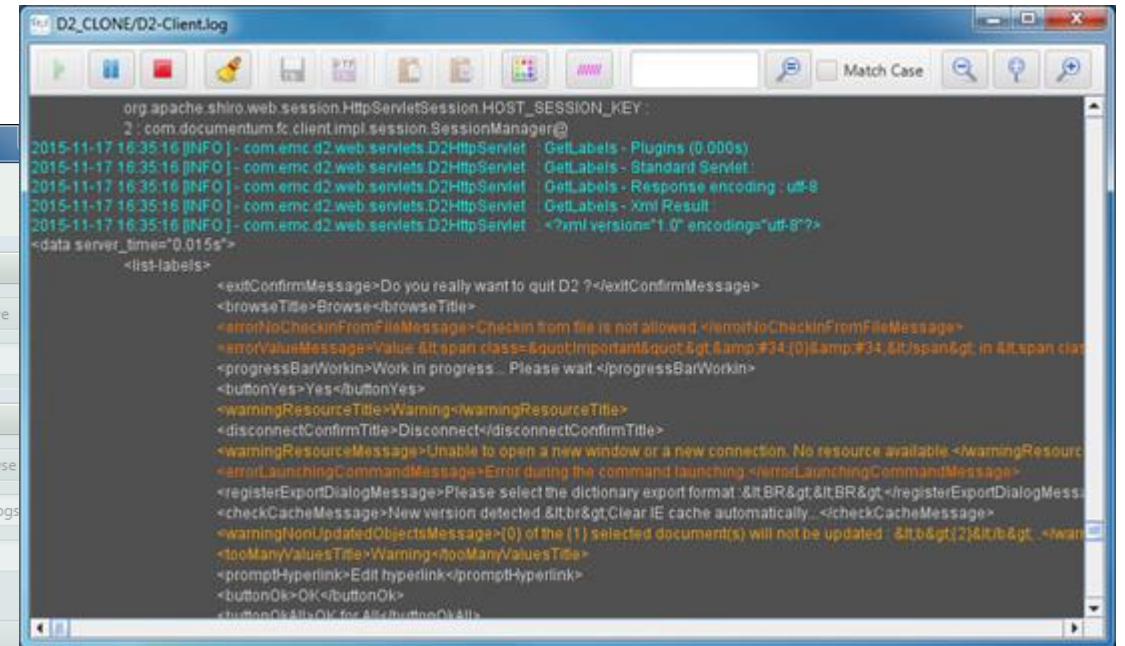 D2_CLONE/D2-Client.log
Match Case
org.apache.shiro.web.session.HttpServletSession.HOST_SESSION_KEY :
2 : com.documentum.fc.client.impl.session.SessionManager@
2015-11-17 16:35:16 [INFO ] - com.emc.d2.web.servlets.D2HttpServlet : GetLabels - Plugins (0.000s)
2015-11-17 16:35:16 [INFO ] - com.emc.d2.web.servlets.D2HttpServlet : GetLabels - Standard Servlet :
2015-11-17 16:35:16 [INFO ] - com.emc.d2.web.servlets.D2HttpServlet : GetLabels - Response encoding : utf-8
2015-11-17 16:35:16 [INFO ] - com.emc.d2.web.servlets.D2HttpServlet : GetLabels - Xml Result :
2015-11-17 16:35:16 [INFO ] - com.emc.d2.web.servlets.D2HttpServlet : <?xml version="1.0" encoding="utf-8"?>
<data server_time="0.015s">
<list-labels>
<exitConfirmMessage>Do you really want to quit D2 ?</exitConfirmMessage>
<browseTitle>Browse</browseTitle>
<errorNoCheckinFromFileMessage>Checkin from file is not allowed.</errorNoCheckinFromFileMessage>
<errorValueMessage>Value &lt;span class=&quot;Important&quot;&gt;&amp;#34;{0}&amp;#34;&lt;/span&gt; in &lt;span clas
<progressBarWorkin>Work in progress... Please wait.</progressBarWorkin>
<buttonYes>Yes</buttonYes>
<warningResourceTitle>Warning</warningResourceTitle>
<disconnectConfirmTitle>Disconnect</disconnectConfirmTitle>
<warningResourceMessage>Unable to open a new window or a new connection. No resource available.</warningResourc
<errorLaunchingCommandMessage>Error during the command launching.</errorLaunchingCommandMessage>
<registerExportDialogMessage>Please select the dictionary export format :&lt;BR&gt;&lt;BR&gt;</registerExportDialogMess
<checkCacheMessage>New version detected.&lt;br&gt;Clear IE cache automatically...</checkCacheMessage>
<warningNonUpdatedObjectsMessage>{0} of the {1} selected document(s) will not be updated : &lt;b&gt;{2}&lt;/b&gt; .</warn
<tooManyValuesTitle>Warning</tooManyValuesTitle>
<promptHyperlink>Edit hyperlink</promptHyperlink>
<buttonOk>OK</buttonOk>
<buttonOkAll>OK for All</buttonOkAll>